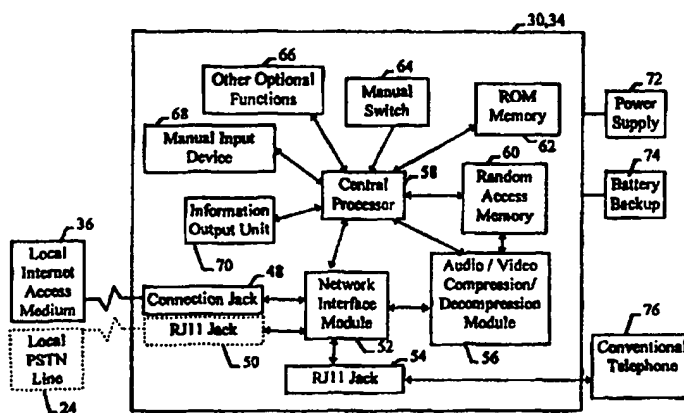 30,34
66
Other Optional
Functions
64
Manual
Switch
ROM
Memory
62
72
Power
Supply
68
Manual Input
Device
58
Central
Processor
60
Random
Access
Memory
74
Battery
Backup
Information
Output Unit
70
36
Local
Internet
Access
Medium
48
Connection Jack
RJ11 Jack
50
Network
Interface
Module
52
Audio / Video
Compression/
Decompression
Module
56
Local
PSTN
Line
24
54
RJ11 Jack
76
Conventional
Telephone